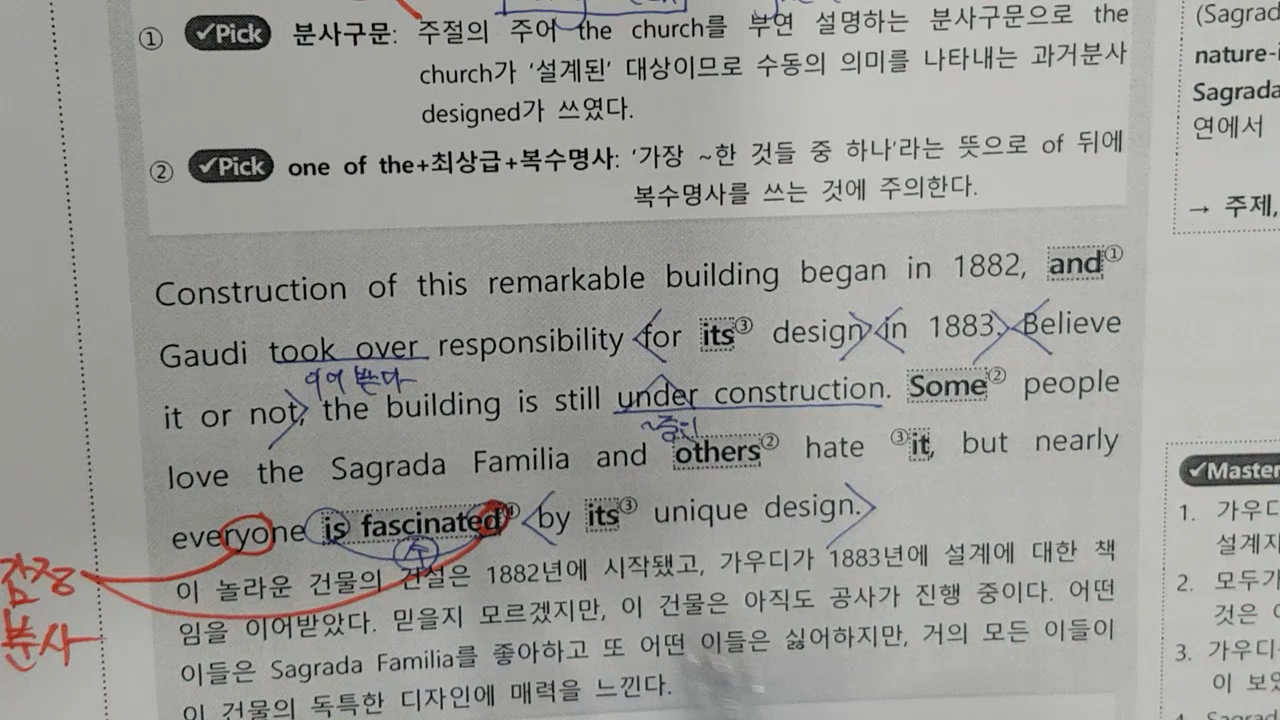 ① ✓Pick 분사구문: 주절의 주어 the church를 부연 설명하는 분사구문으로 the
church가 '설계된' 대상이므로 수동의 의미를 나타내는 과거분사
designed가 쓰였다.
② ✓Pick one of the+최상급+복수명사: '가장 ~한 것들 중 하나'라는 뜻으로 of 뒤에
복수명사를 쓰는 것에 주의한다.
Construction of this remarkable building began in 1882, and①
Gaudi took over responsibility for its③ design in 1883. Believe
이어 받다
it or not, the building is still under construction. Some② people
~중인
love the Sagrada Familia and others② hate ③it, but nearly
everyone is fascinated④ by its③ unique design.
수
감정
분사
이 놀라운 건물의 건설은 1882년에 시작됐고, 가우디가 1883년에 설계에 대한 책
임을 이어받았다. 믿을지 모르겠지만, 이 건물은 아직도 공사가 진행 중이다. 어떤
이들은 Sagrada Familia를 좋아하고 또 어떤 이들은 싫어하지만, 거의 모든 이들이
이 건물의 독특한 디자인에 매력을 느낀다.
(Sagrad
nature-
Sagrada
연에서
→ 주제,
✓Master
1. 가우디
설계자
2. 모두가
것은
3. 가우디
이 보았
4. Sagrad